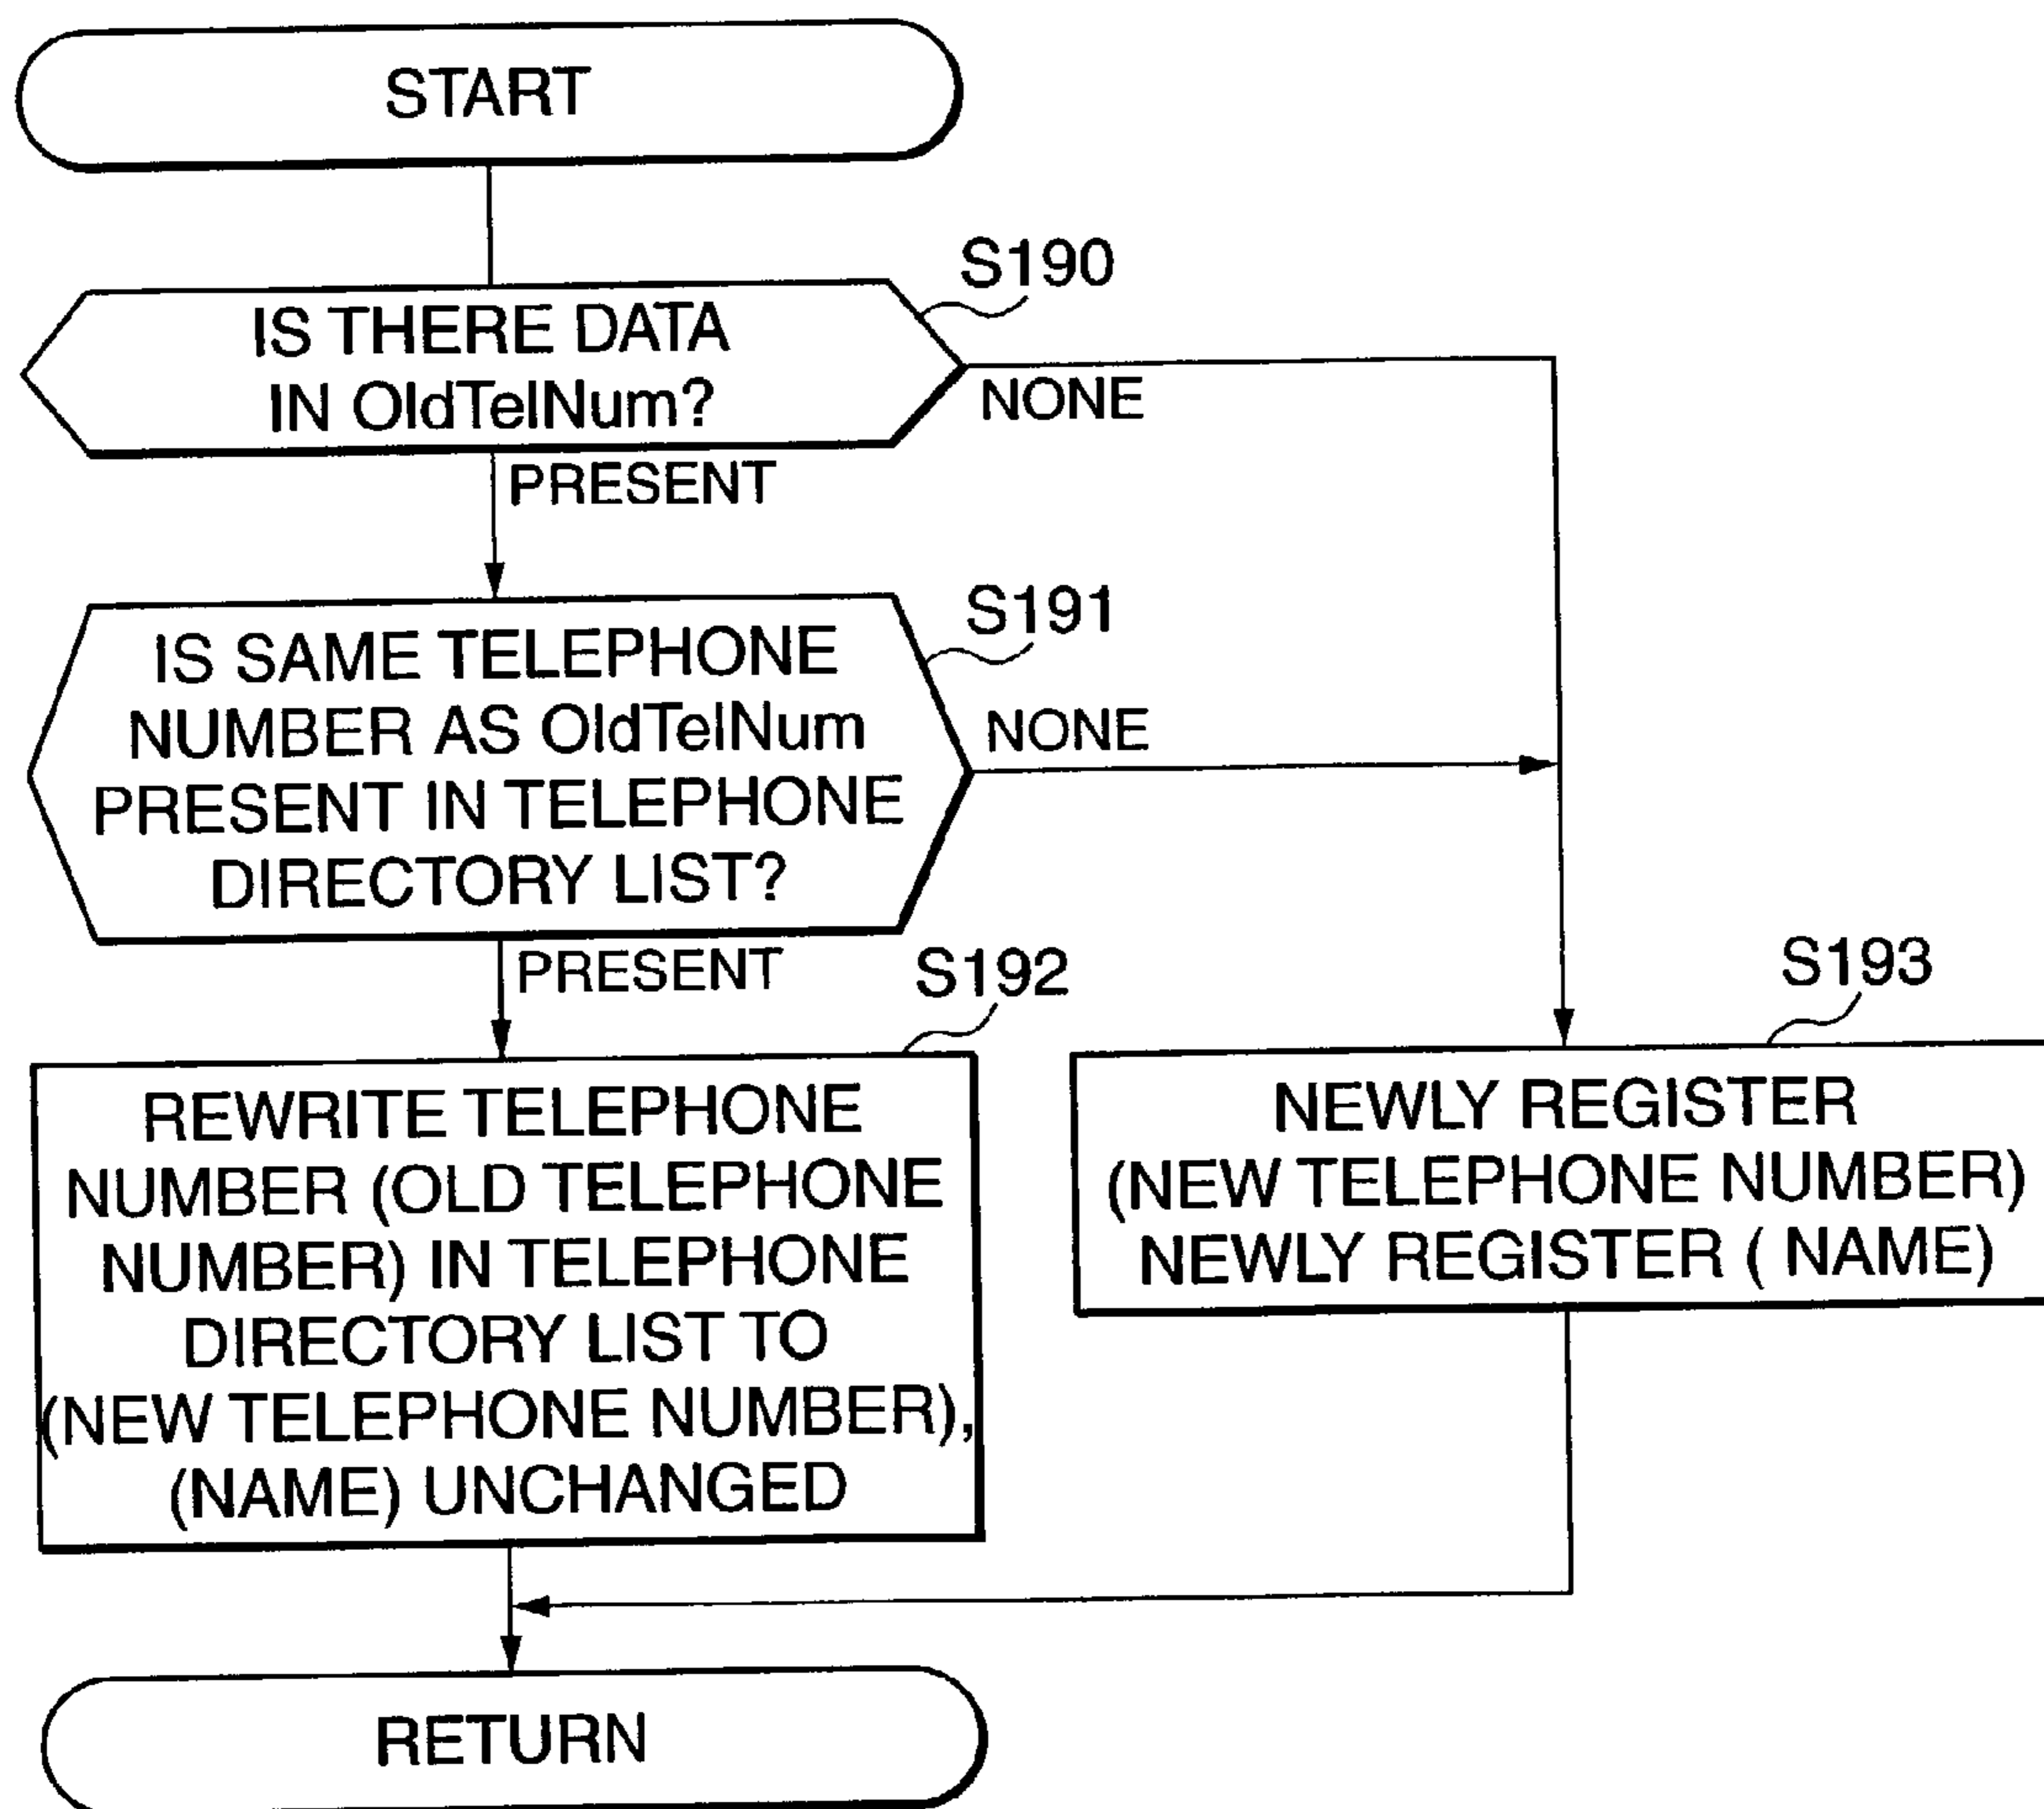 START
S190
IS THERE DATA
IN OldTelNum?
NONE
PRESENT
S191
IS SAME TELEPHONE
NUMBER AS OldTelNum
PRESENT IN TELEPHONE
DIRECTORY LIST?
NONE
PRESENT
S192
REWRITE TELEPHONE
NUMBER (OLD TELEPHONE
NUMBER) IN TELEPHONE
DIRECTORY LIST TO
(NEW TELEPHONE NUMBER),
(NAME) UNCHANGED
S193
NEWLY REGISTER
(NEW TELEPHONE NUMBER)
NEWLY REGISTER ( NAME)
RETURN